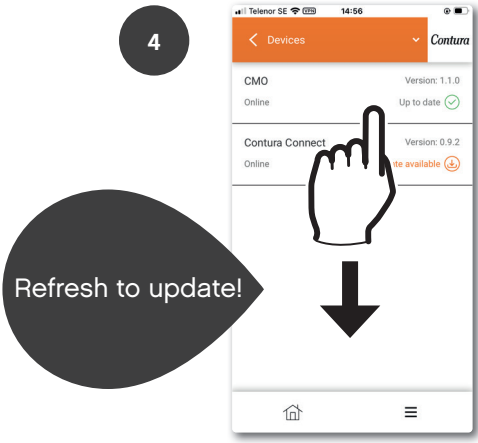 4
Telenor SE VPN 14:56
Devices
Contura
CMO Version: 1.1.0
Online Up to date
Contura Connect Version: 0.9.2
Online available
Refresh to update!